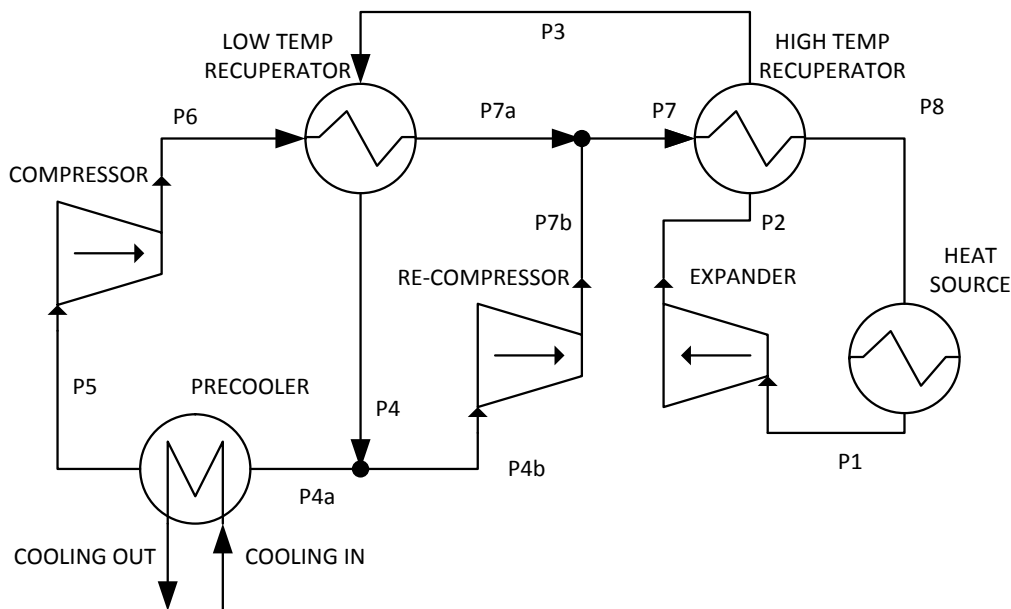 P3
LOW TEMP
RECUPERATOR
HIGH TEMP
RECUPERATOR
P6
P7a
P7
P8
COMPRESSOR
P7b
P2
RE-COMPRESSOR
EXPANDER
HEAT
SOURCE
P5
PRECOOLER
P4
P4a
P4b
P1
COOLING OUT
COOLING IN